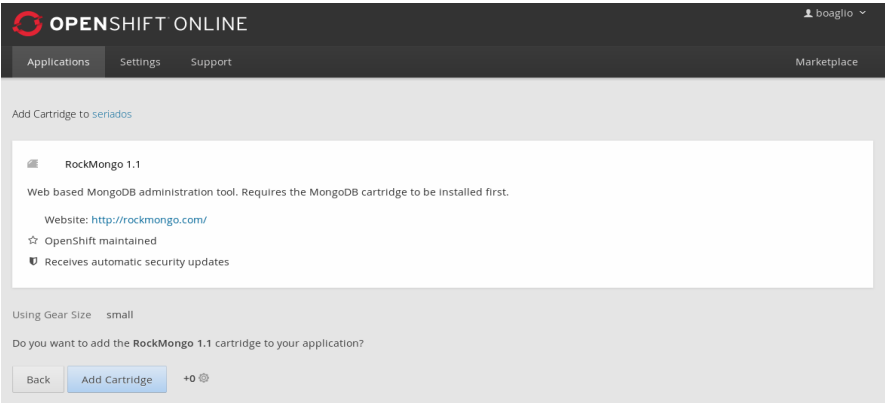 OPENSHIFT ONLINE
boaglio
Applications Settings Support Marketplace
Add Cartridge to seriados
RockMongo 1.1
Web based MongoDB administration tool. Requires the MongoDB cartridge to be installed first.
Website: http://rockmongo.com/
OpenShift maintained
Receives automatic security updates
Using Gear Size small
Do you want to add the RockMongo 1.1 cartridge to your application?
Back Add Cartridge +0